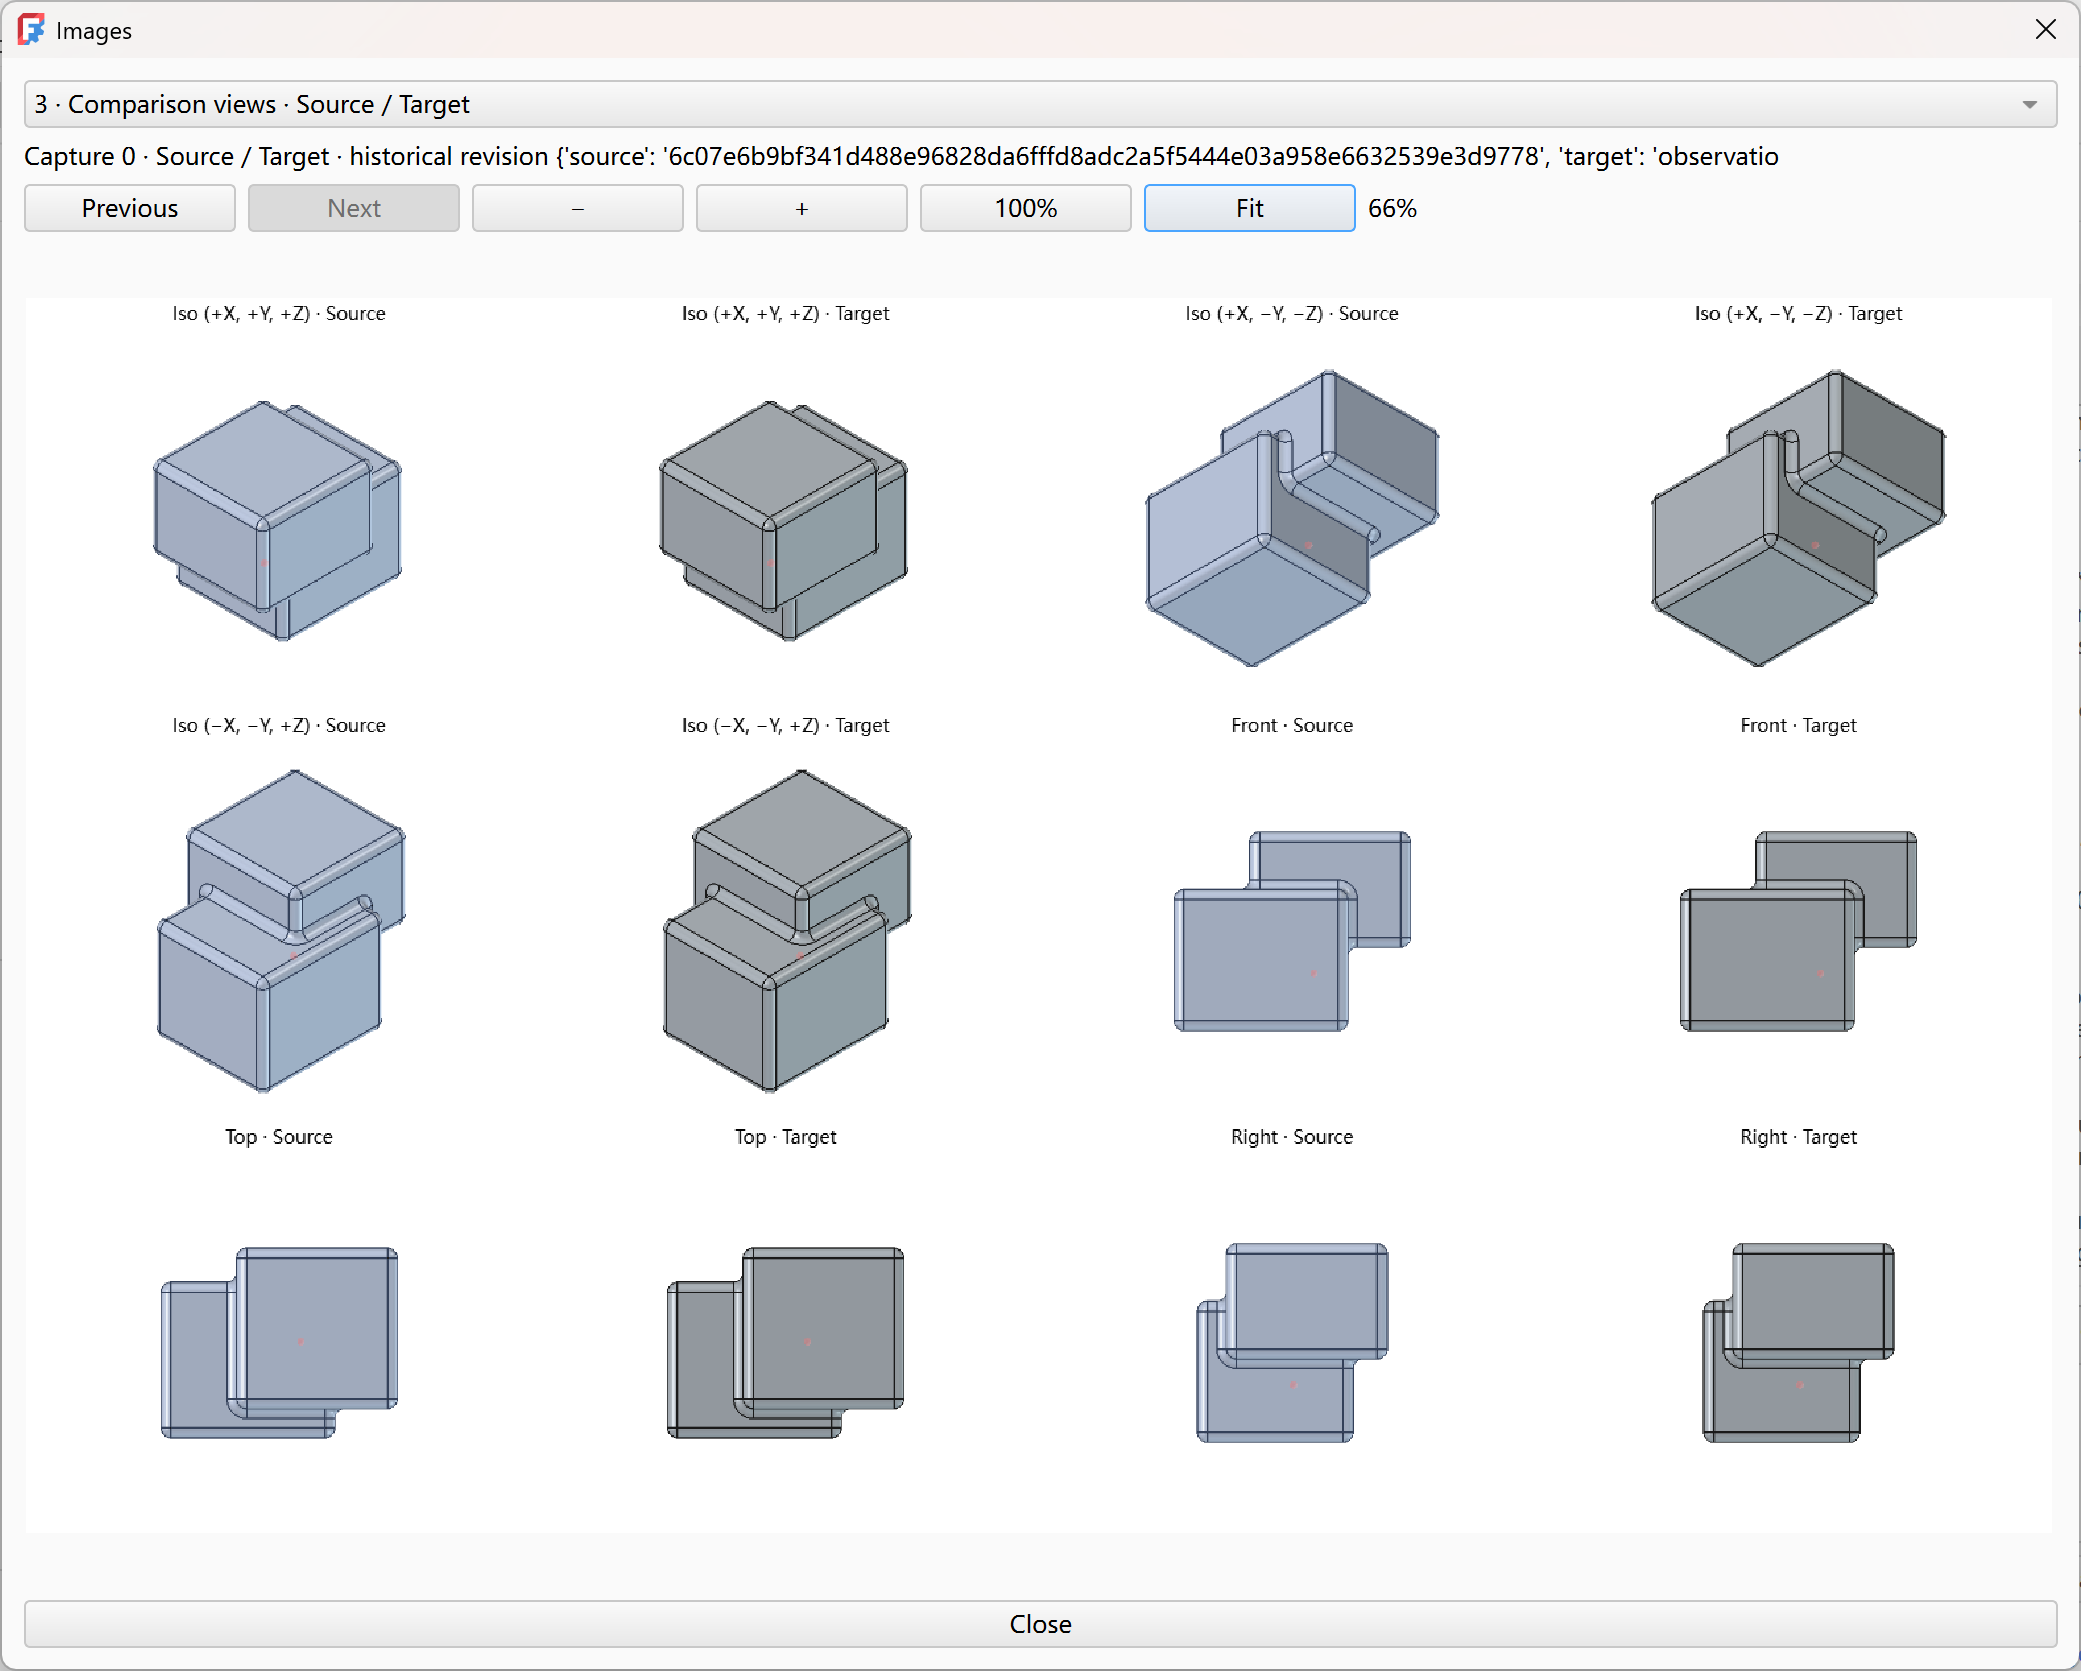 Images
3 · Comparison views · Source / Target
Capture 0 · Source / Target · historical revision {'source': '6c07e6b9bf341d488e96828da6fffd8adc2a5f5444e03a958e6632539e3d9778', 'target': 'observatio
Previous Next − + 100% Fit 66%
Iso (+X, +Y, +Z) · Source Iso (+X, +Y, +Z) · Target Iso (+X, −Y, −Z) · Source Iso (+X, −Y, −Z) · Target
Iso (−X, −Y, +Z) · Source Iso (−X, −Y, +Z) · Target Front · Source Front · Target
Top · Source Top · Target Right · Source Right · Target
Close